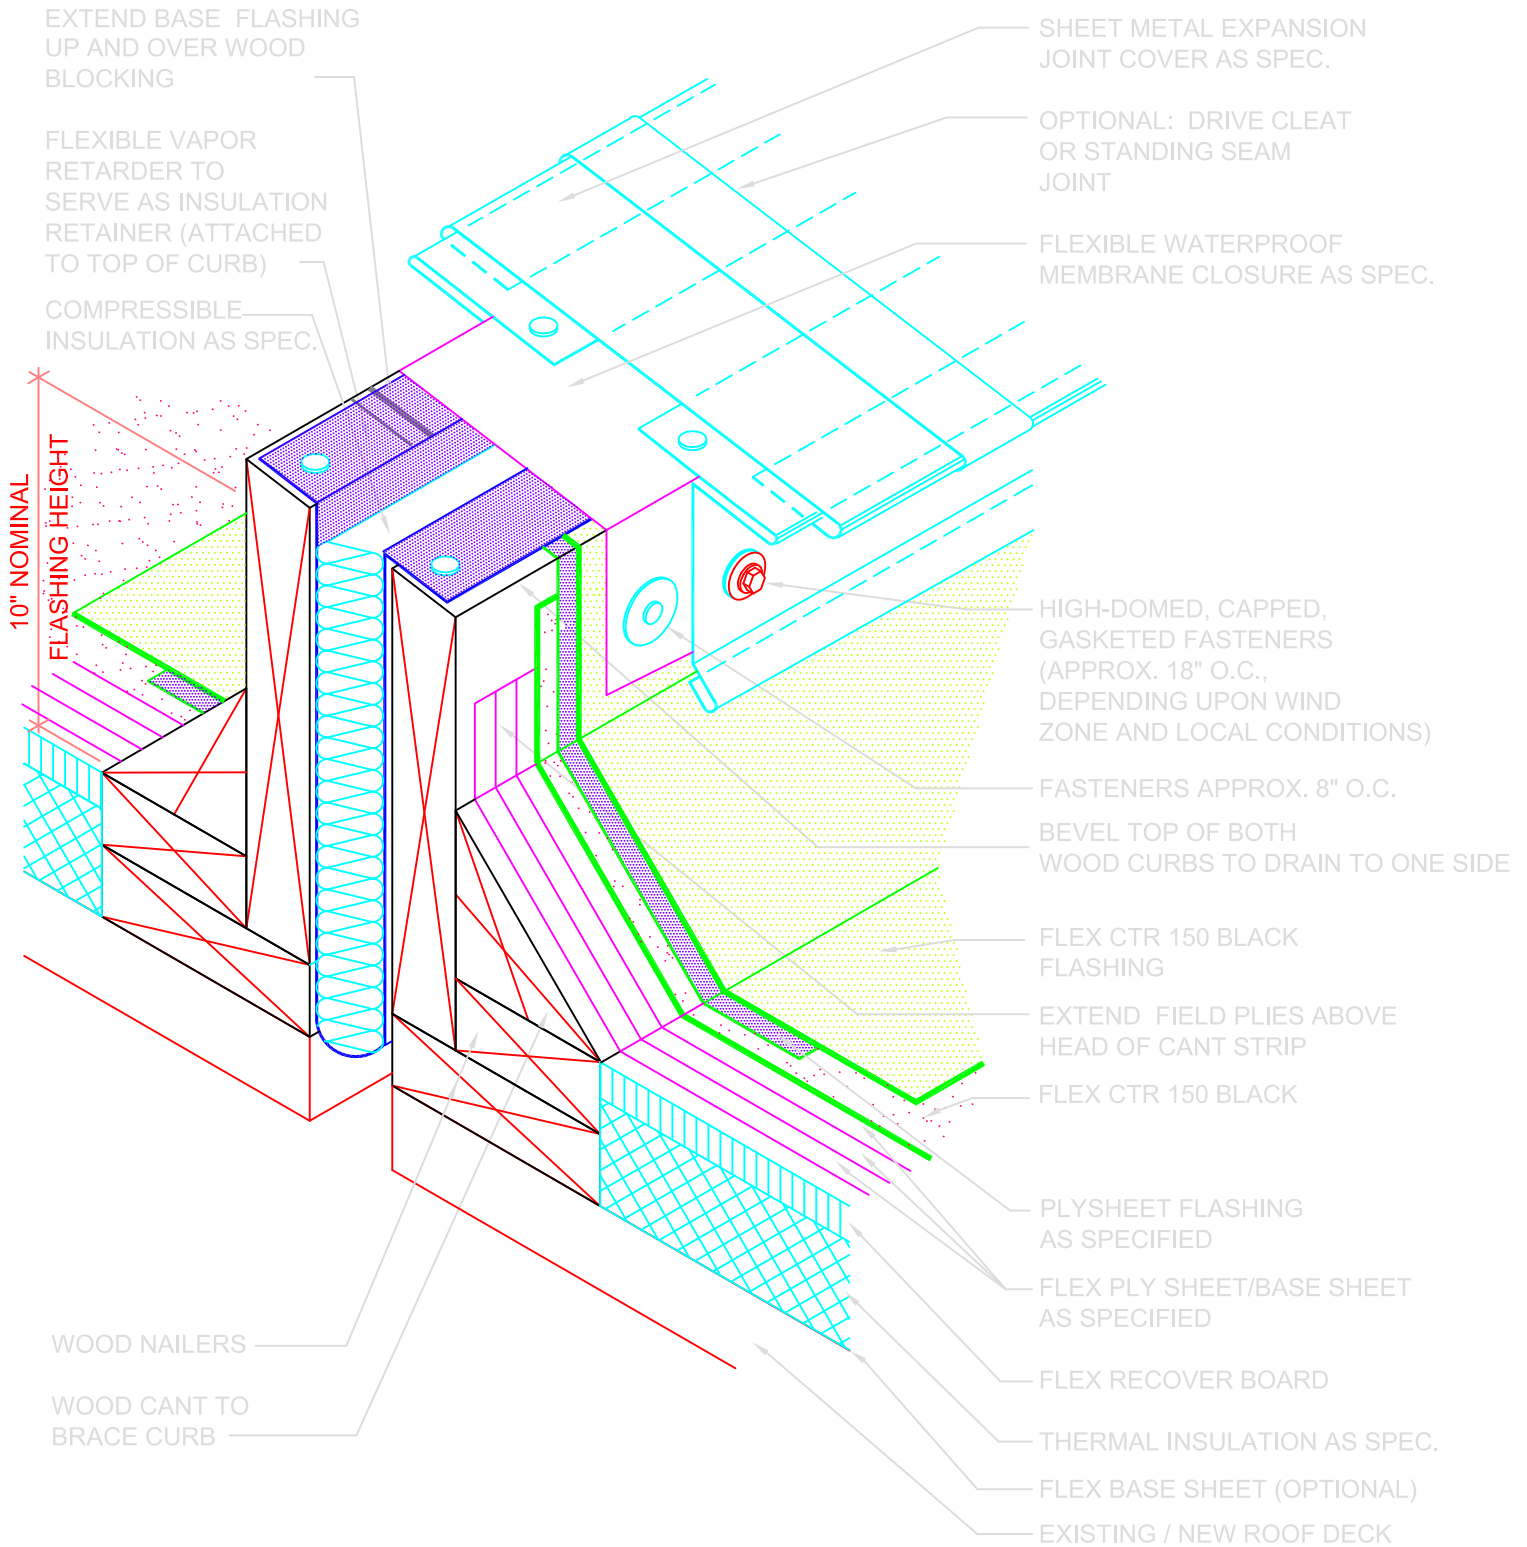 EXTEND BASE FLASHING
UP AND OVER WOOD
BLOCKING
FLEXIBLE VAPOR
RETARDER TO
SERVE AS INSULATION
RETAINER (ATTACHED
TO TOP OF CURB)
COMPRESSIBLE
INSULATION AS SPEC.
10" NOMINAL
FLASHING HEIGHT
WOOD NAILERS
WOOD CANT TO
BRACE CURB
SHEET METAL EXPANSION
JOINT COVER AS SPEC.
OPTIONAL: DRIVE CLEAT
OR STANDING SEAM
JOINT
FLEXIBLE WATERPROOF
MEMBRANE CLOSURE AS SPEC.
HIGH-DOMED, CAPPED,
GASKETED FASTENERS
APPROX. 18" O.C.,
DEPENDING UPON WIND
ZONE AND LOCAL CONDITIONS)
FASTENERS APPROX. 8" O.C.
BEVEL TOP OF BOTH
WOOD CURBS TO DRAIN TO ONE SIDE
FLEX CTR 150 BLACK
FLASHING
EXTEND FIELD PLIES ABOVE
HEAD OF CANT STRIP
FLEX CTR 150 BLACK
PLYSHEET FLASHING
AS SPECIFIED
FLEX PLY SHEET/BASE SHEET
AS SPECIFIED
FLEX RECOVER BOARD
THERMAL INSULATION AS SPEC.
FLEX BASE SHEET (OPTIONAL)
EXISTING / NEW ROOF DECK